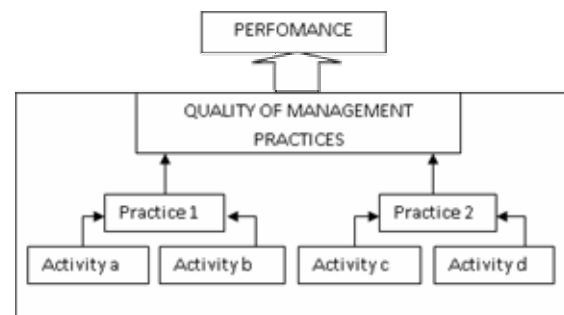 PERFOMANCE
QUALITY OF MANAGEMENT
PRACTICES
Practice 1
Practice 2
Activity a
Activity b
Activity c
Activity d